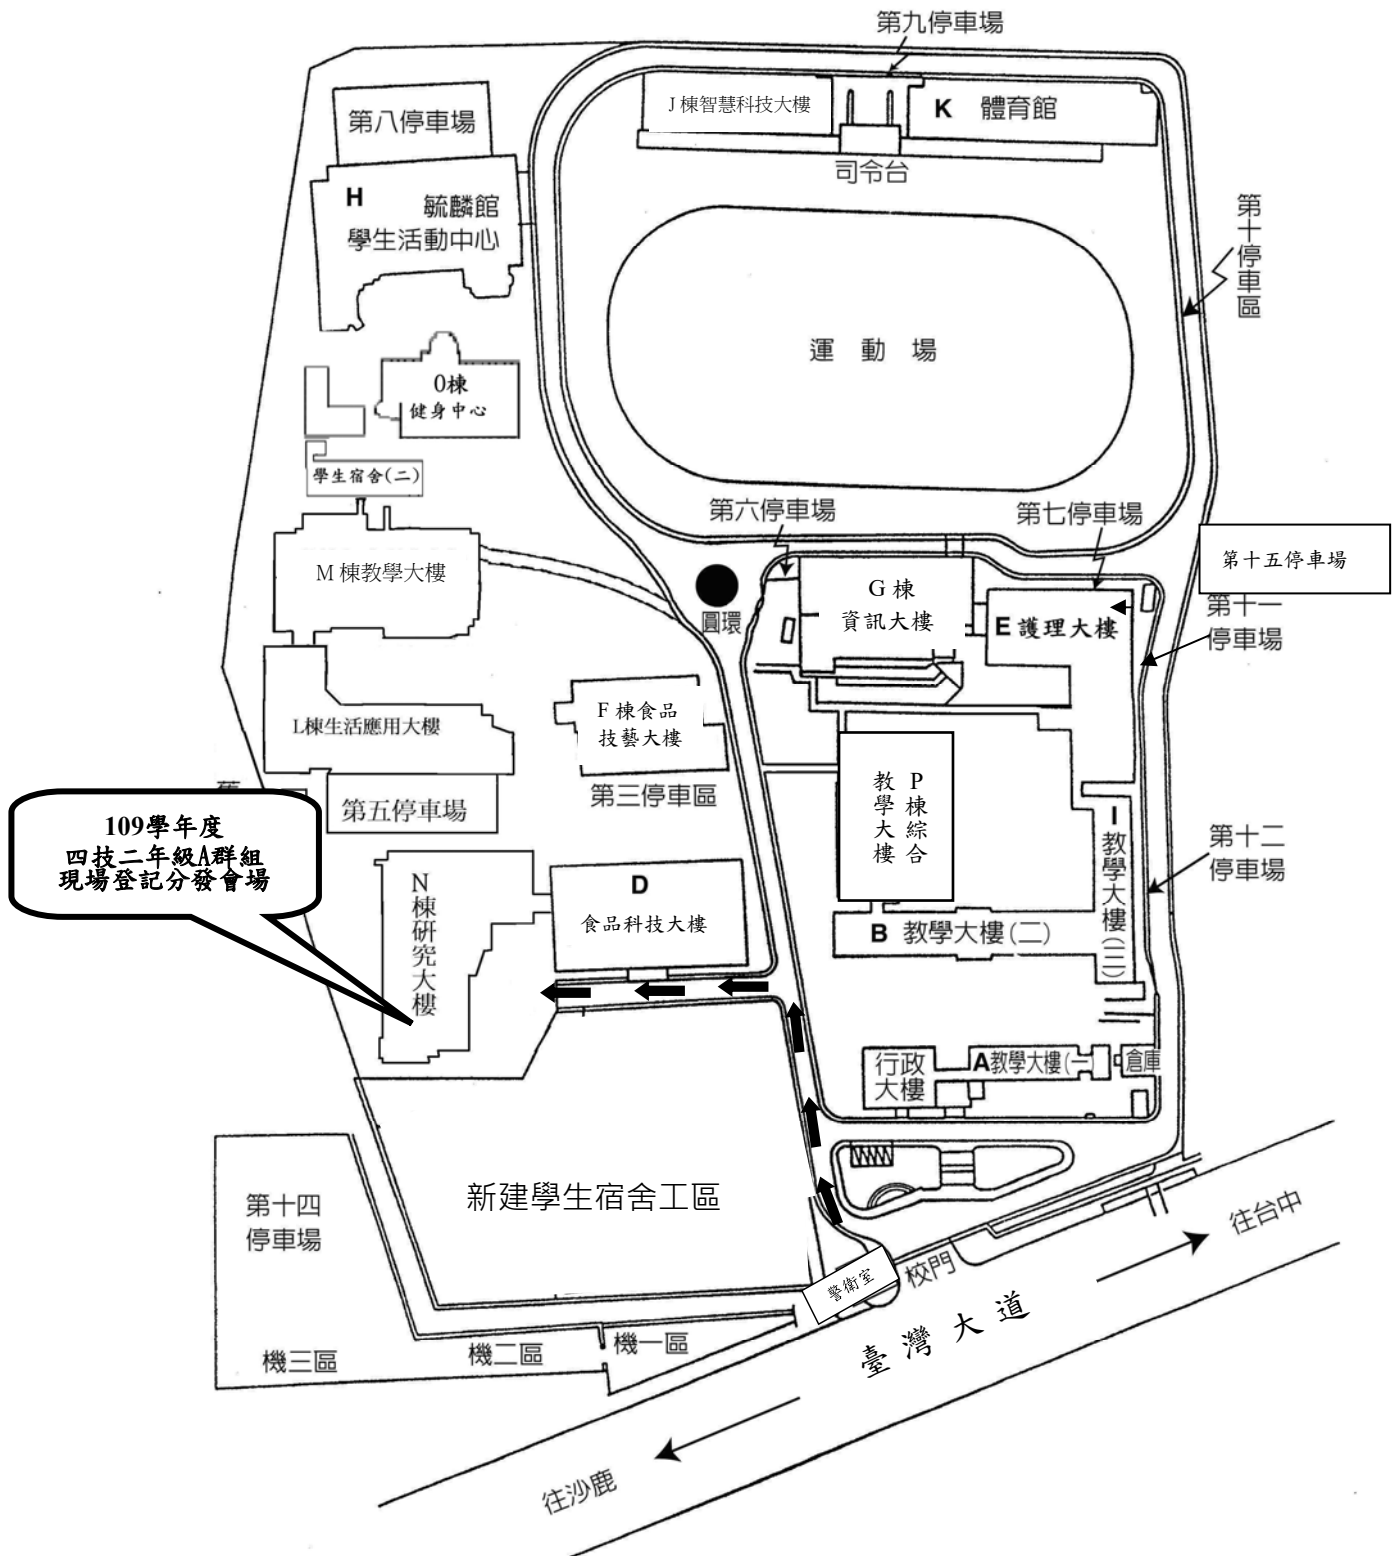 第九停車場
J棟智慧科技大樓
K 體育館
第八停車場
司令台
H 毓麟館
學生活動中心
第十停車區
運 動 場
O棟
健身中心
學生宿舍(二)
第六停車場
第七停車場
第十五停車場
M棟教學大樓
G棟
資訊大樓
圓環
E 護理大樓
第十一
停車場
F棟食品
技藝大樓
L棟生活應用大樓
第三停車區
第五停車場
P棟綜合
教學大樓
I 教學大樓(三)
第十二
停車場
109學年度
四技二年級A群組
現場登記分發會場
N棟研究大樓
D
食品科技大樓
B 教學大樓(二)
行政
大樓
A教學大樓(一
倉庫
新建學生宿舍工區
第十四
停車場
往台中
校門
警衛室
臺灣大道
機一區
機二區
機三區
往沙鹿